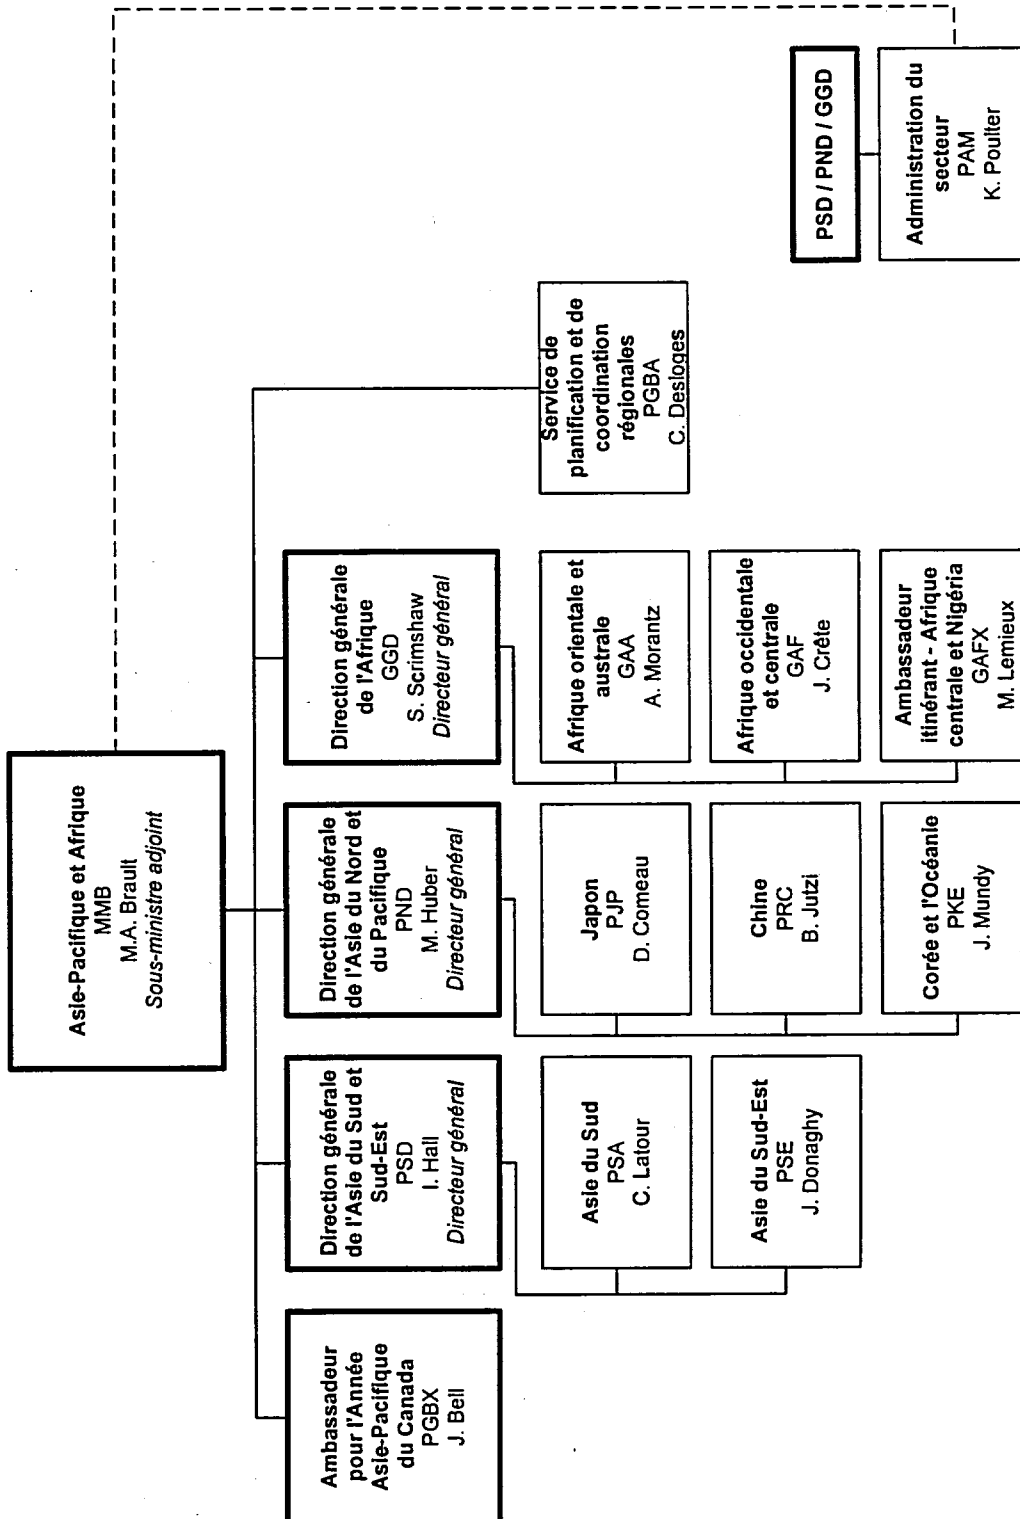 Asie-Pacifique et Afrique
MMB
M.A. Brault
Sous-ministre adjoint
Ambassadeur
pour l'Année
Asie-Pacifique
du Canada
PGBX
J. Bell
Direction générale
de l'Asie du Sud et
Sud-Est
PSD
I. Hall
Directeur général
Asie du Sud
PSA
C. Latour
Asie du Sud-Est
PSE
J. Donaghy
Direction générale
de l'Asie du Nord et
du Pacifique
PND
M. Huber
Directeur général
Japon
PJP
D. Comeau
Chine
PRC
B. Jutzi
Corée et l'Océanie
PKE
J. Mundy
Direction générale
de l'Afrique
GGD
S. Scrimshaw
Directeur général
Afrique orientale et
australe
GAA
A. Morantz
Afrique occidentale
et centrale
GAF
J. Crête
Ambassadeur
itinérant - Afrique
centrale et Nigéria
GAFX
M. Lemieux
Service de
planification et de
coordination
régionales
PGBA
C. Desloges
PSD / PND / GGD
Administration du
secteur
PAM
K. Poulter